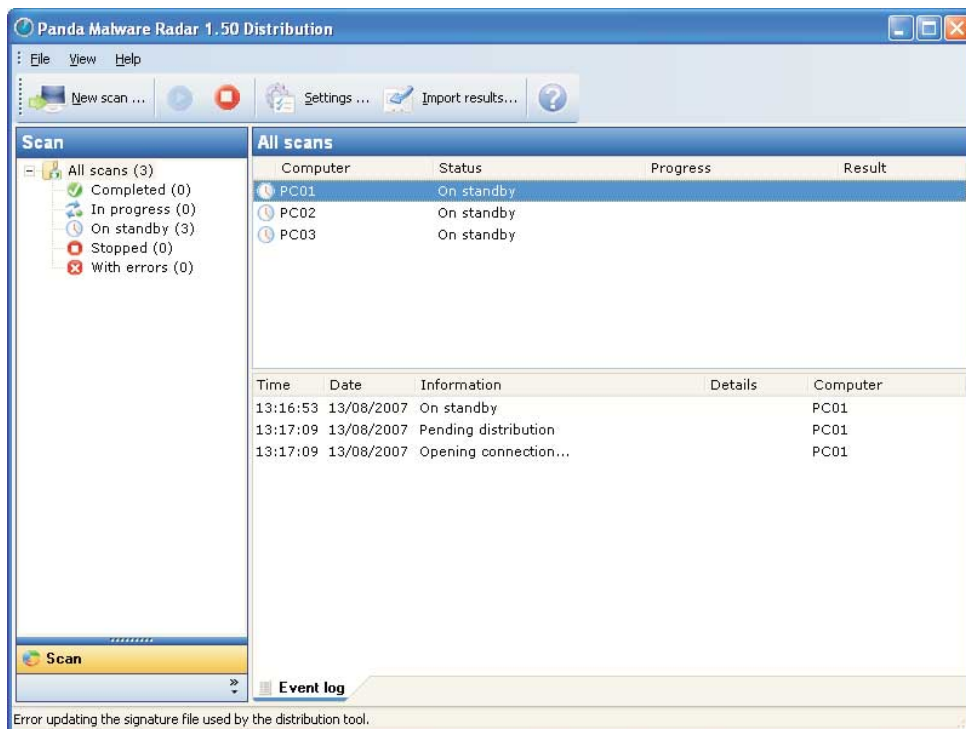 Panda Malware Radar 1.50 Distribution
File View Help
New scan ... Settings ... Import results...
Scan
All scans (3)
Completed (0)
In progress (0)
On standby (3)
Stopped (0)
With errors (0)
Scan
All scans
Computer Status Progress Result
PC01 On standby
PC02 On standby
PC03 On standby
Time Date Information Details Computer
13:16:53 13/08/2007 On standby PC01
13:17:09 13/08/2007 Pending distribution PC01
13:17:09 13/08/2007 Opening connection... PC01
Event log
Error updating the signature file used by the distribution tool.